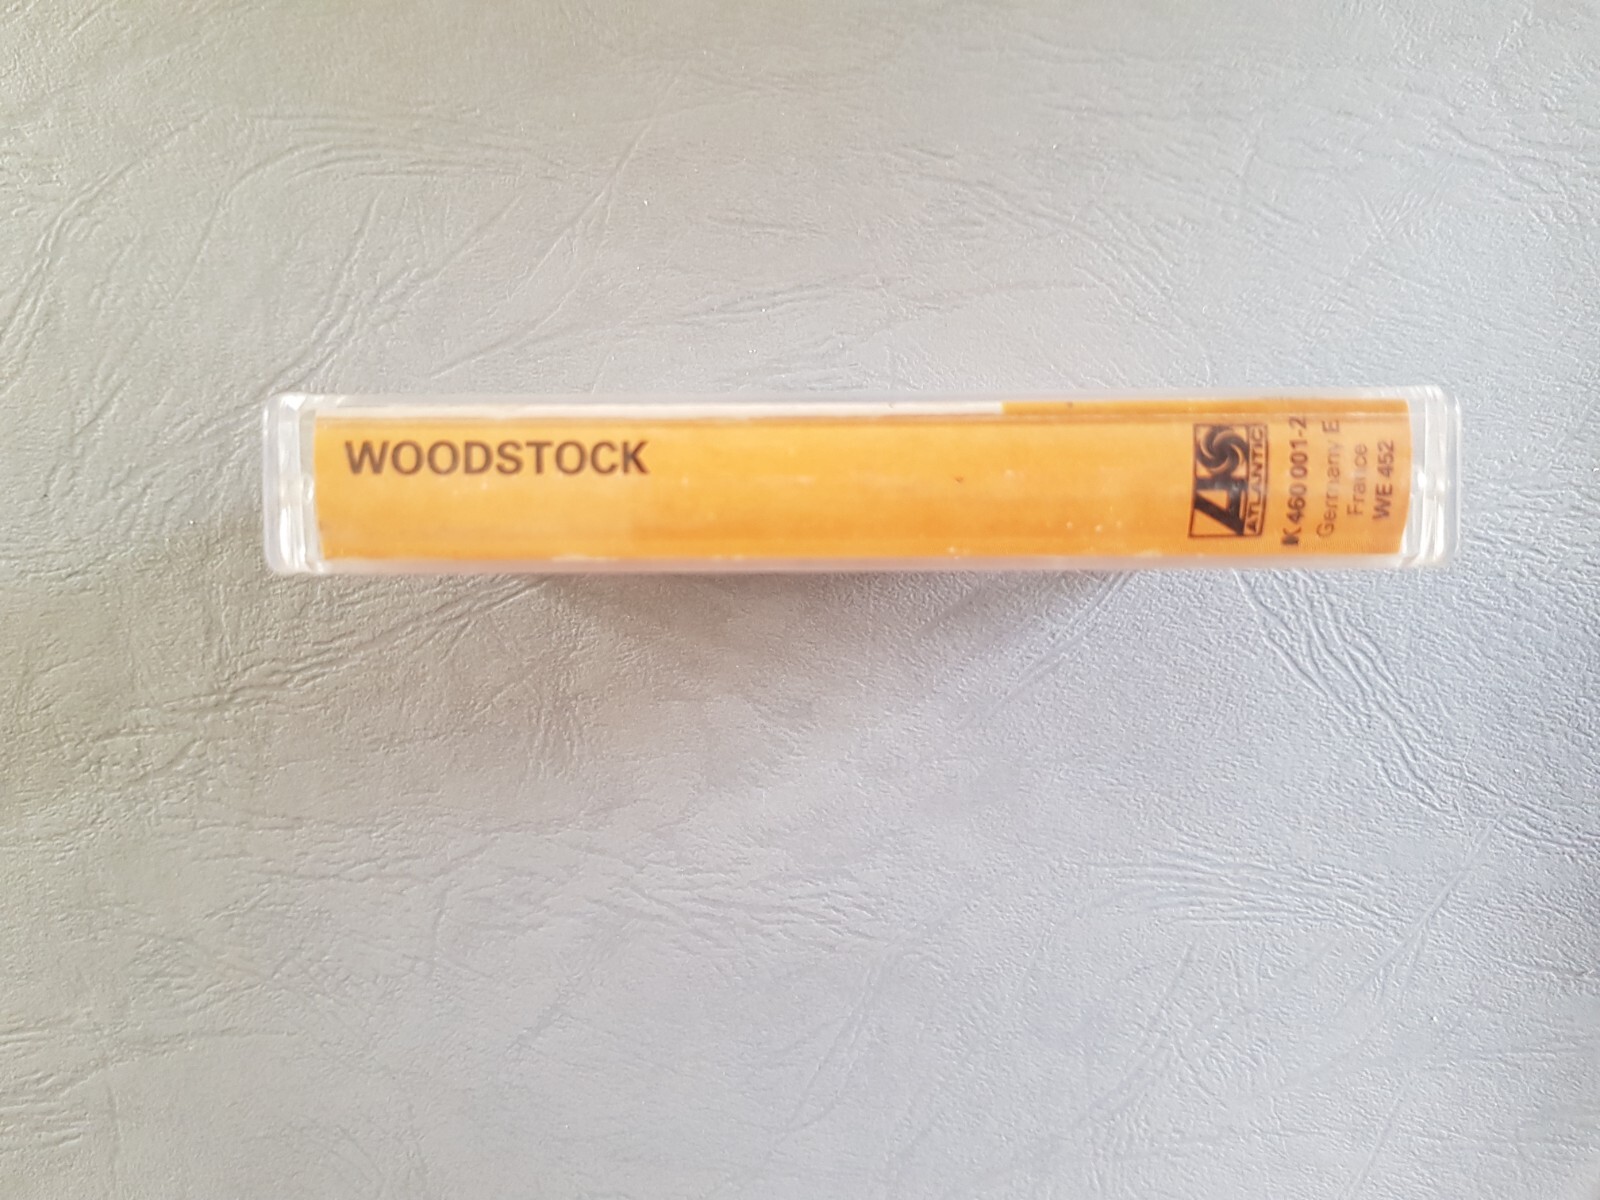 WOODSTOCK
ATLANTIC
K 460 001-2
Germany E
France
WE 452